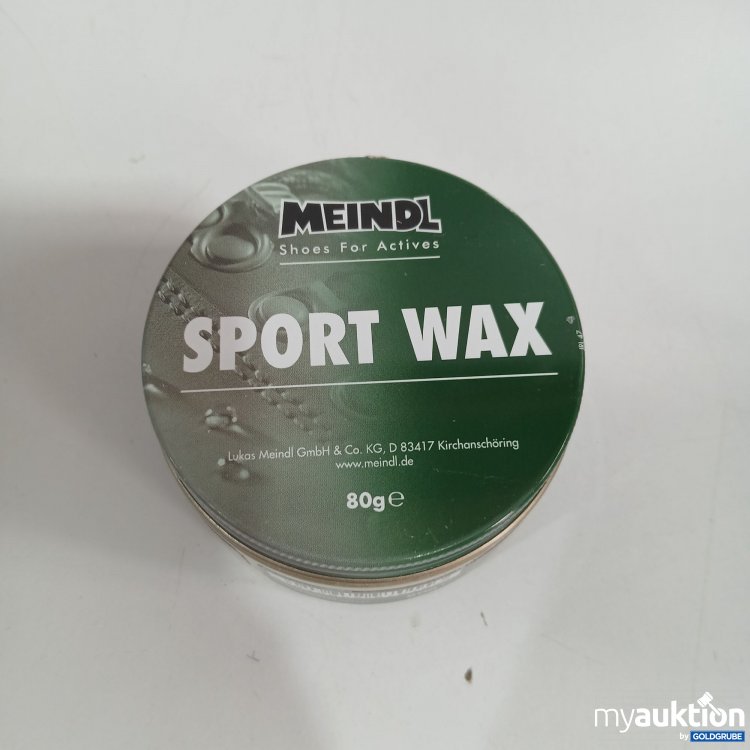 MEINDL
Shoes For Actives
SPORT WAX
Lukas Meindl GmbH & Co. KG, D 83417 Kirchanschöring
www.meindl.de
80g℮
myauktion
by GOLDGRUBE